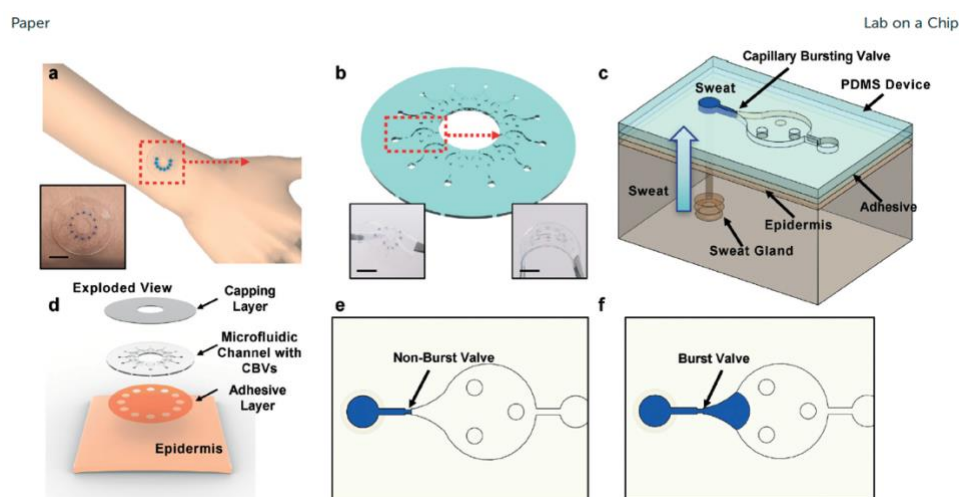 Paper
Lab on a Chip
a
b
c
Capillary Bursting Valve
Sweat
PDMS Device
Sweat
Adhesive
Epidermis
Sweat Gland
d
Exploded View
Capping
Layer
Microfluidic
Channel with
CBVs
Adhesive
Layer
Epidermis
e
Non-Burst Valve
f
Burst Valve